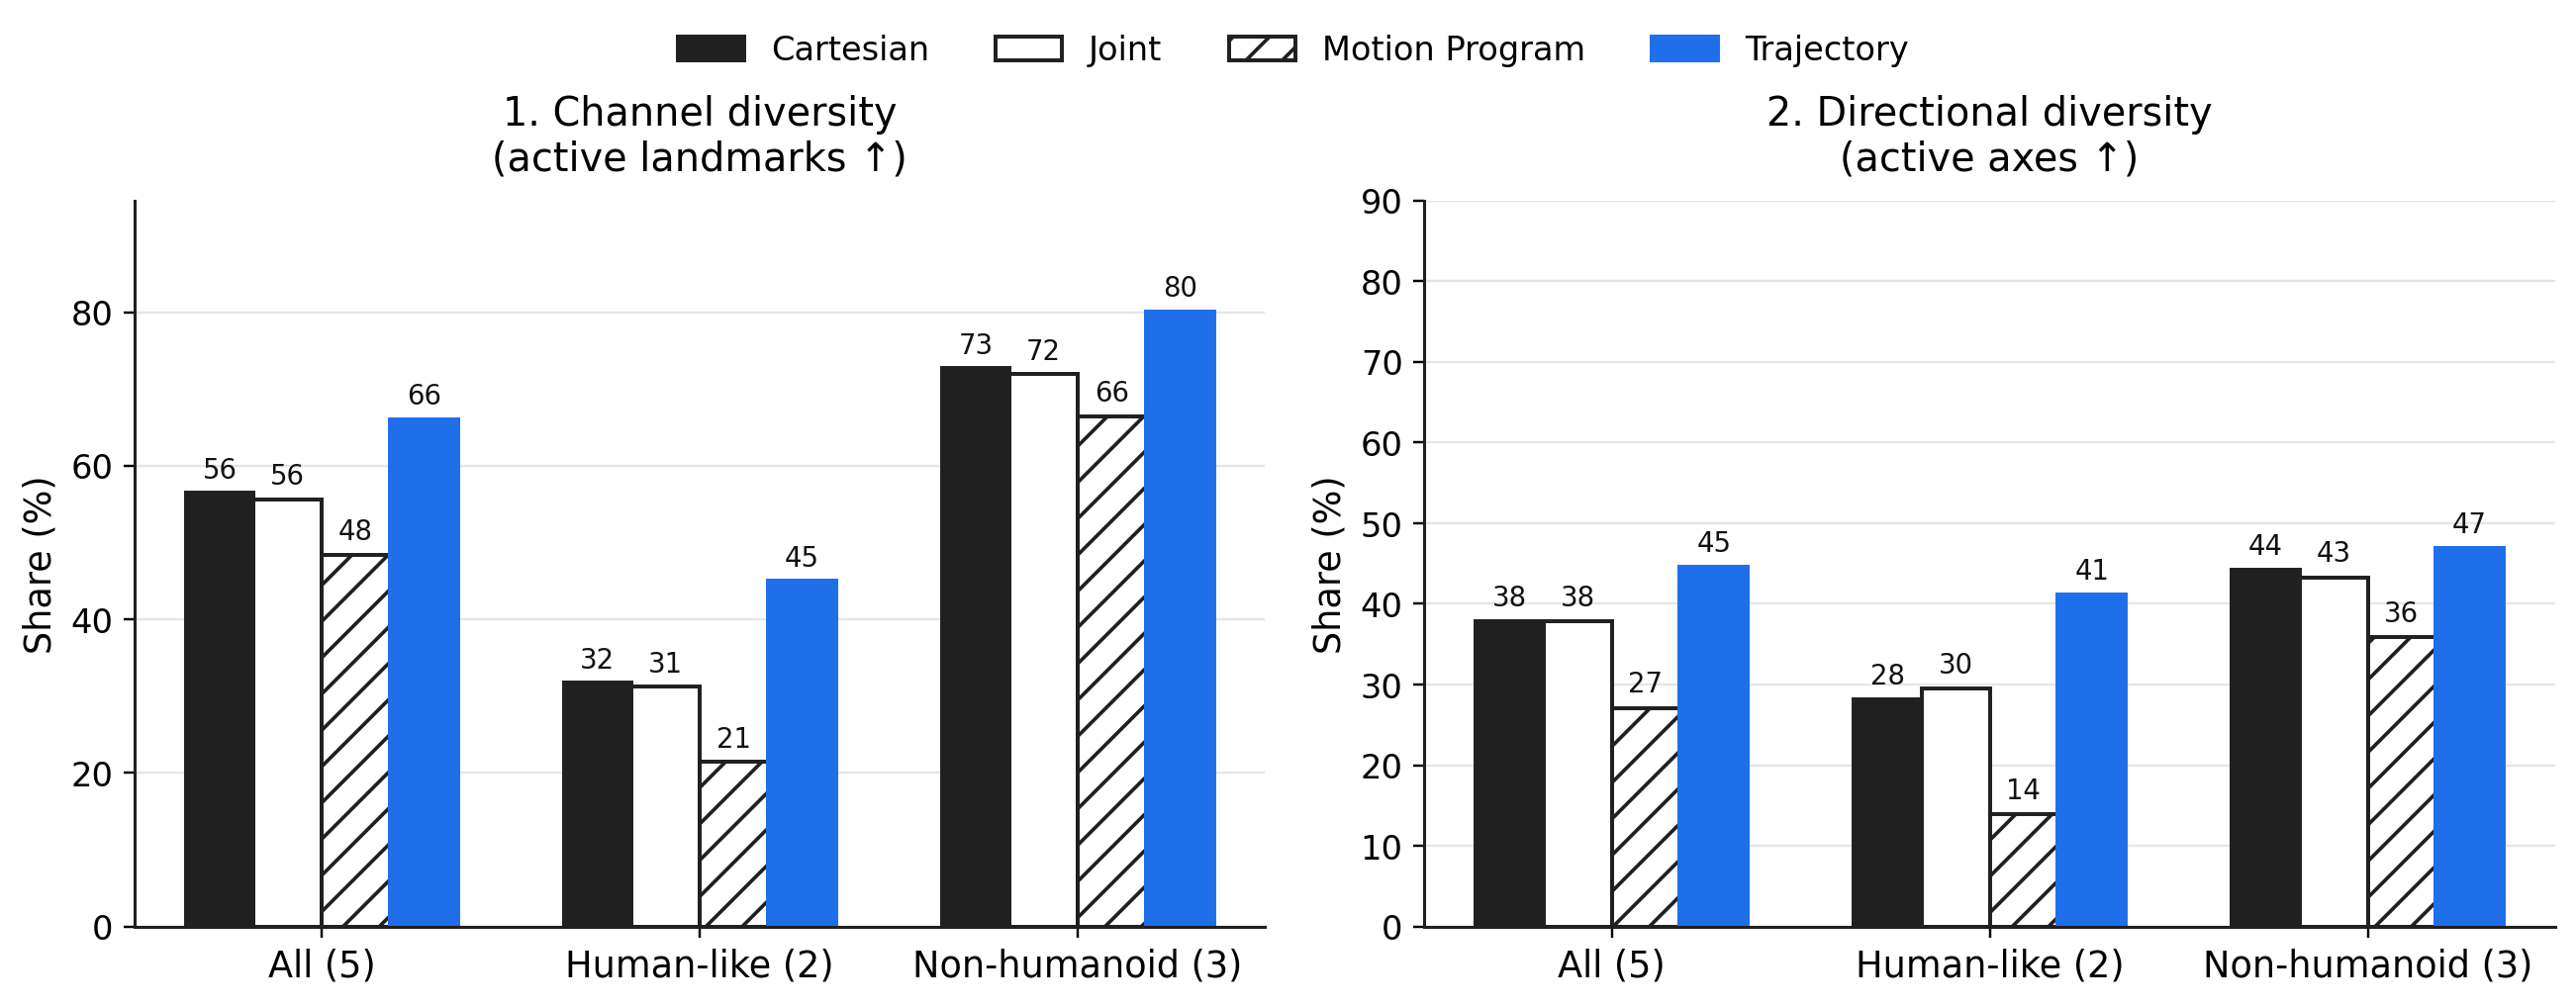 Cartesian Joint Motion Program Trajectory
1. Channel diversity
(active landmarks ↑)
Share (%)
80
60
40
20
0
56 56 48 66
32 31 21 45
73 72 66 80
All (5) Human-like (2) Non-humanoid (3)
2. Directional diversity
(active axes ↑)
Share (%)
90
80
70
60
50
40
30
20
10
0
38 38 27 45
28 30 14 41
44 43 36 47
All (5) Human-like (2) Non-humanoid (3)